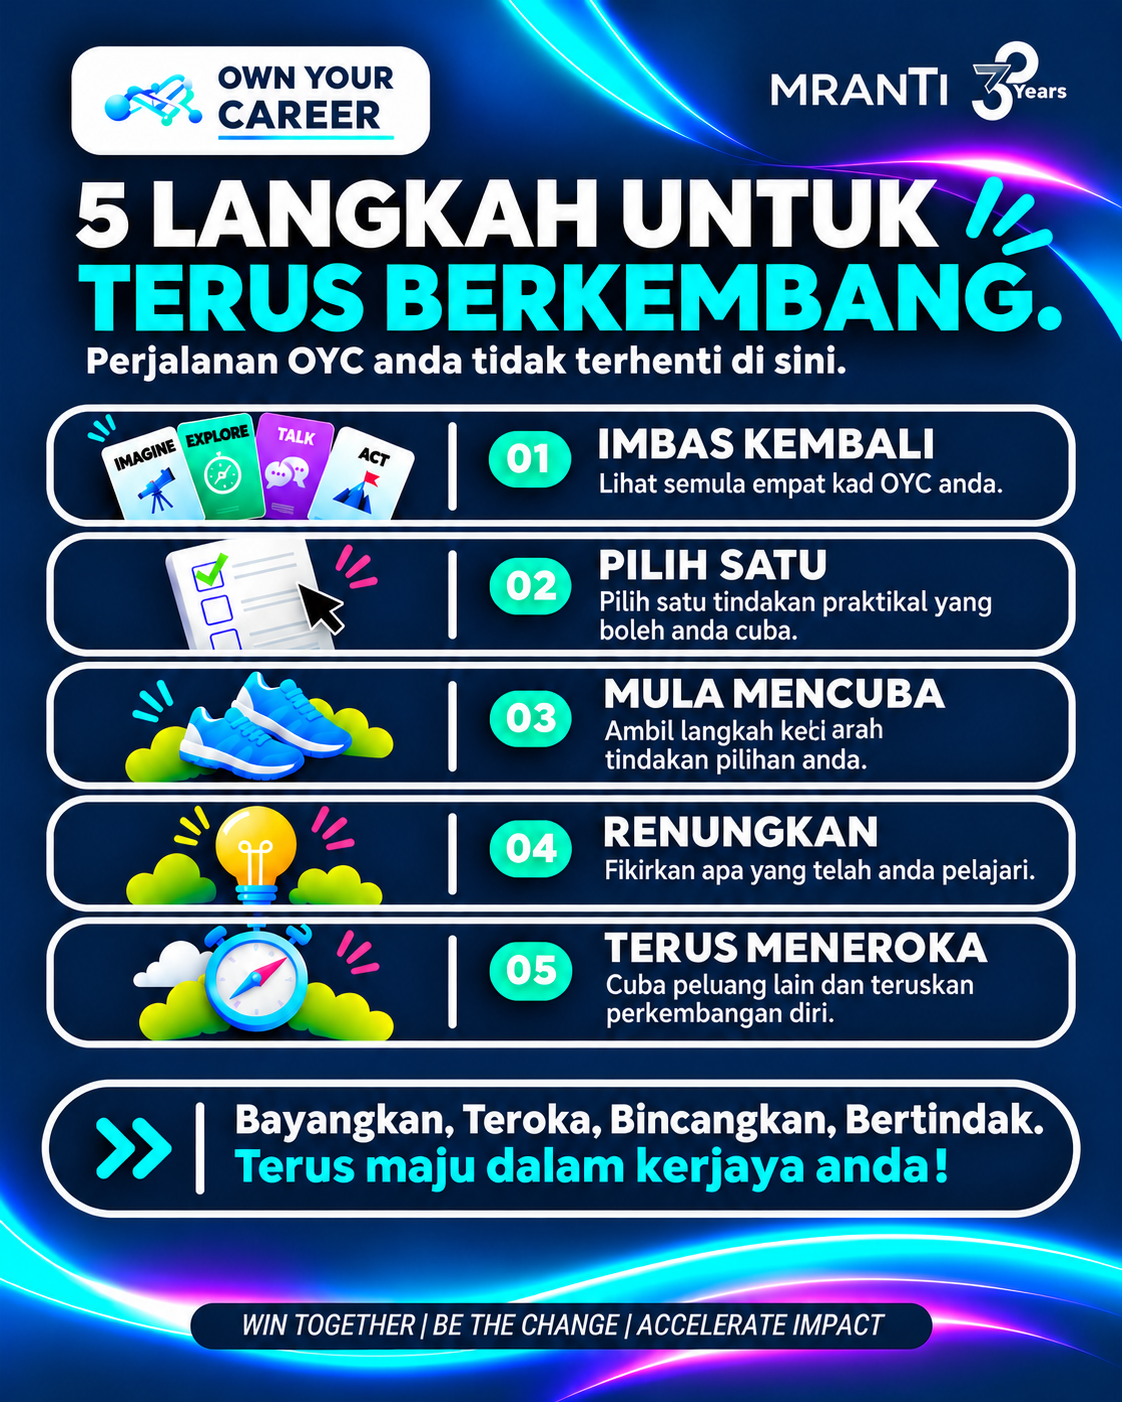 OWN YOUR
CAREER
MRANTI 3 Years
5 LANGKAH UNTUK
TERUS BERKEMBANG.
Perjalanan OYC anda tidak terhenti di sini.
IMAGINE
EXPLORE
TALK
ACT
01
IMBAS KEMBALI
Lihat semula empat kad OYC anda.
02
PILIH SATU
Pilih satu tindakan praktikal yang
boleh anda cuba.
03
MULA MENCUBA
Ambil langkah keci arah
tindakan pilihan anda.
04
RENUNGKAN
Fikirkan apa yang telah anda pelajari.
05
TERUS MENEROKA
Cuba peluang lain dan teruskan
perkembangan diri.
Bayangkan, Teroka, Bincangkan, Bertindak.
Terus maju dalam kerjaya anda!
WIN TOGETHER | BE THE CHANGE | ACCELERATE IMPACT